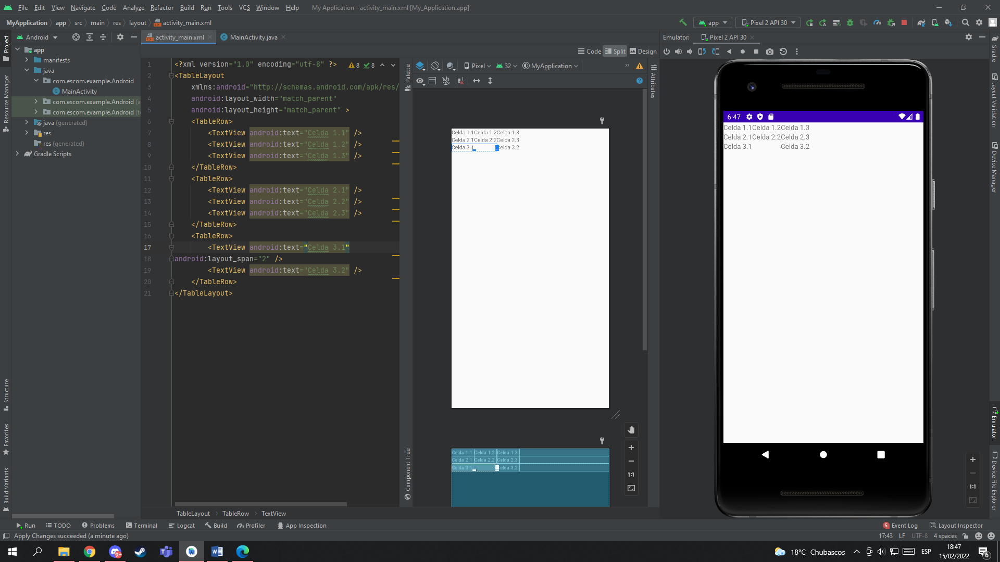 File Edit View Navigate Code Analyze Refactor Build Run Tools VCS Window Help My Application - activity_main.xml [My_Application.app]
MyApplication app src main res layout activity_main.xml app Pixel 2 API 30
Android activity_main.xml MainActivity.java Emulator: Pixel 2 API 30
Code Split Design
Project
Resource Manager
Structure
Favorites
Build Variants
app
manifests
java
com.escom.example.Android
MainActivity
com.escom.example.Android (a
com.escom.example.Android (t
java (generated)
res
res (generated)
Gradle Scripts
8 8
1 <?xml version="1.0" encoding="utf-8" ?>
2 <TableLayout
3 xmlns:android="http://schemas.android.com/apk/res/
4 android:layout_width="match_parent"
5 android:layout_height="match_parent" >
6 <TableRow>
7 <TextView android:text="Celda 1.1" />
8 <TextView android:text="Celda 1.2" />
9 <TextView android:text="Celda 1.3" />
10 </TableRow>
11 <TableRow>
12 <TextView android:text="Celda 2.1" />
13 <TextView android:text="Celda 2.2" />
14 <TextView android:text="Celda 2.3" />
15 </TableRow>
16 <TableRow>
17 <TextView android:text="Celda 3.1"
18 android:layout_span="2" />
19 <TextView android:text="Celda 3.2" />
20 </TableRow>
21 </TableLayout>
TableLayout TableRow TextView
Palette
Component Tree
Pixel 32 MyApplication
Attributes
Celda 1.1Celda 1.2Celda 1.3
Celda 2.1Celda 2.2Celda 2.3
Celda 3.1 Celda 3.2
Celda 1.1 Celda 1.2 Celda 1.3
Celda 2.1 Celda 2.2 Celda 2.3
Celda 3.1 Celda 3.2
1:1
6:47
Celda 1.1Celda 1.2Celda 1.3
Celda 2.1Celda 2.2Celda 2.3
Celda 3.1 Celda 3.2
1:1
Gradle
Layout Validation
Device Manager
Emulator
Device File Explorer
Run TODO Problems Terminal Logcat Build Profiler App Inspection 5 Event Log Layout Inspector
Apply Changes succeeded (a minute ago) 17:43 LF UTF-8 4 spaces
9+ 18°C Chubascos ESP 18:47
15/02/2022 6